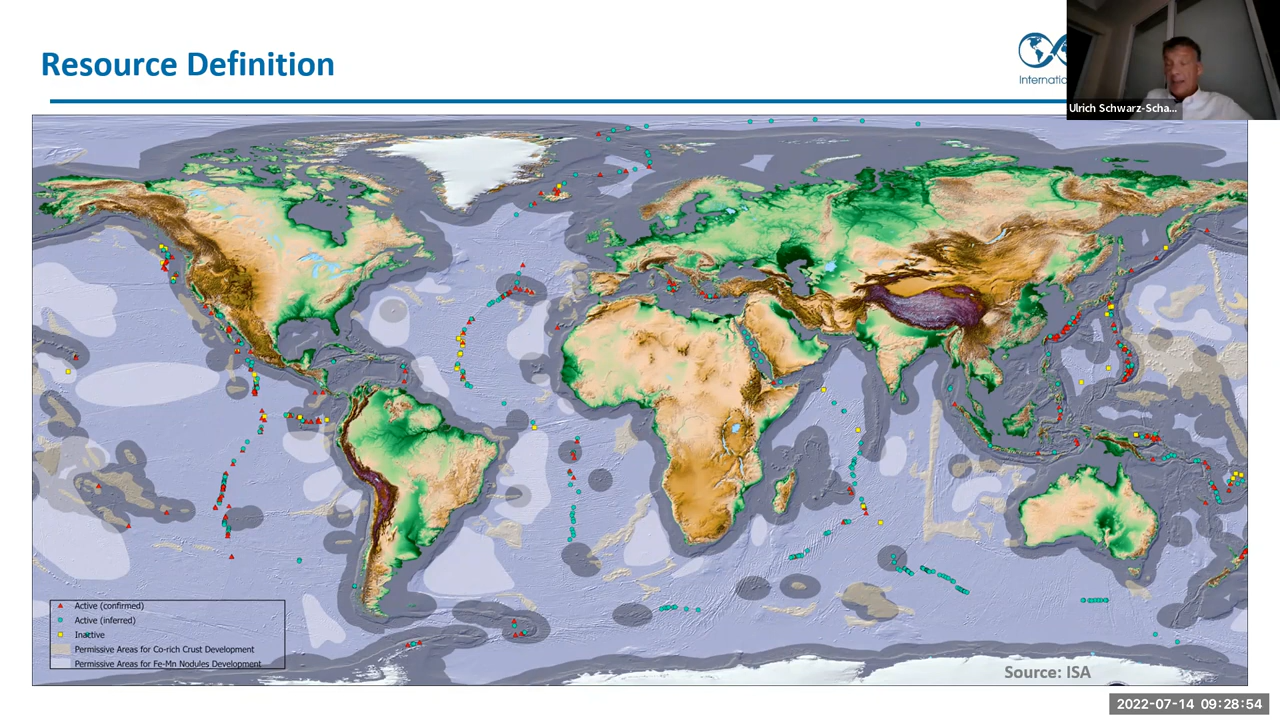 Resource Definition
Ulrich Schwarz-Scha...
Active (confirmed)
Active (inferred)
Inactive
Permissive Areas for Co-rich Crust Development
Permissive Areas for Fe-Mn Nodules Development
Source: ISA
2022-07-14 09:28:54